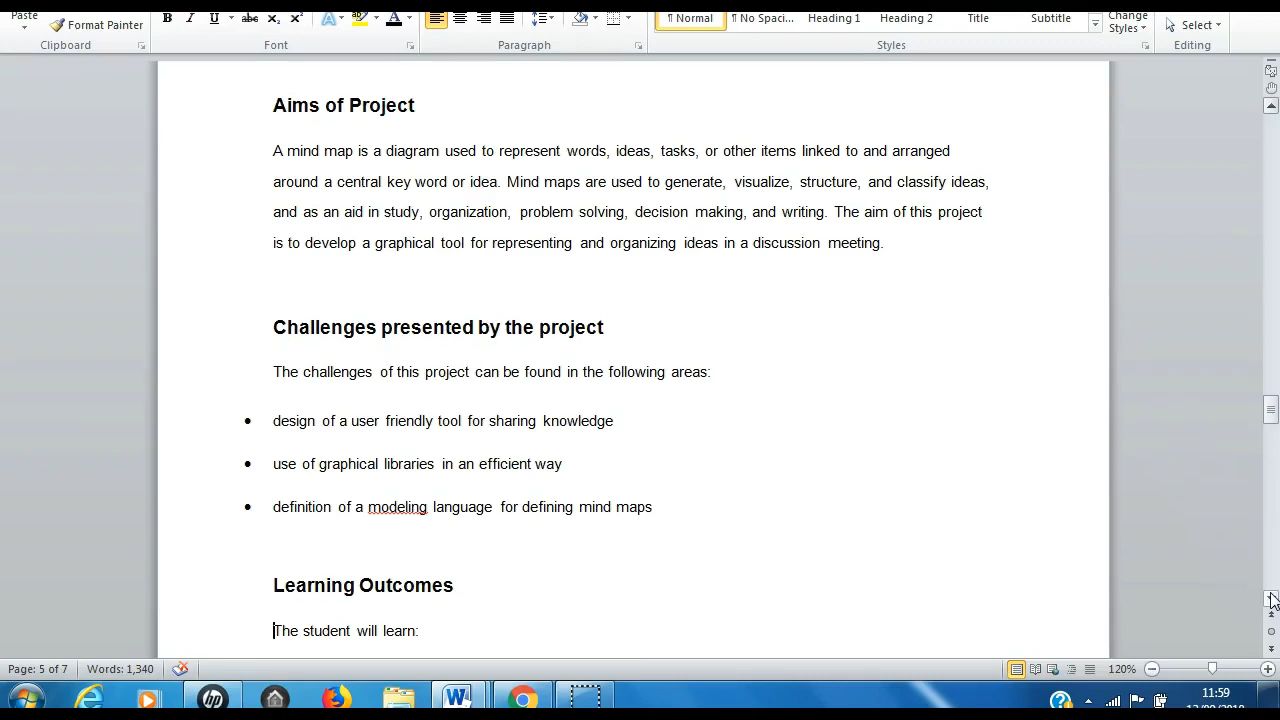 Paste
Format Painter
B I U abc x₂ x² A ab A
Normal
No Spaci...
Heading 1
Heading 2
Title
Subtitle
Change
Styles
Select
Clipboard
Font
Paragraph
Styles
Editing
Aims of Project
A mind map is a diagram used to represent words, ideas, tasks, or other items linked to and arranged
around a central key word or idea. Mind maps are used to generate, visualize, structure, and classify ideas,
and as an aid in study, organization, problem solving, decision making, and writing. The aim of this project
is to develop a graphical tool for representing and organizing ideas in a discussion meeting.
Challenges presented by the project
The challenges of this project can be found in the following areas:
• design of a user friendly tool for sharing knowledge
• use of graphical libraries in an efficient way
• definition of a modeling language for defining mind maps
Learning Outcomes
The student will learn:
Page: 5 of 7
Words: 1,340
120%
11:59